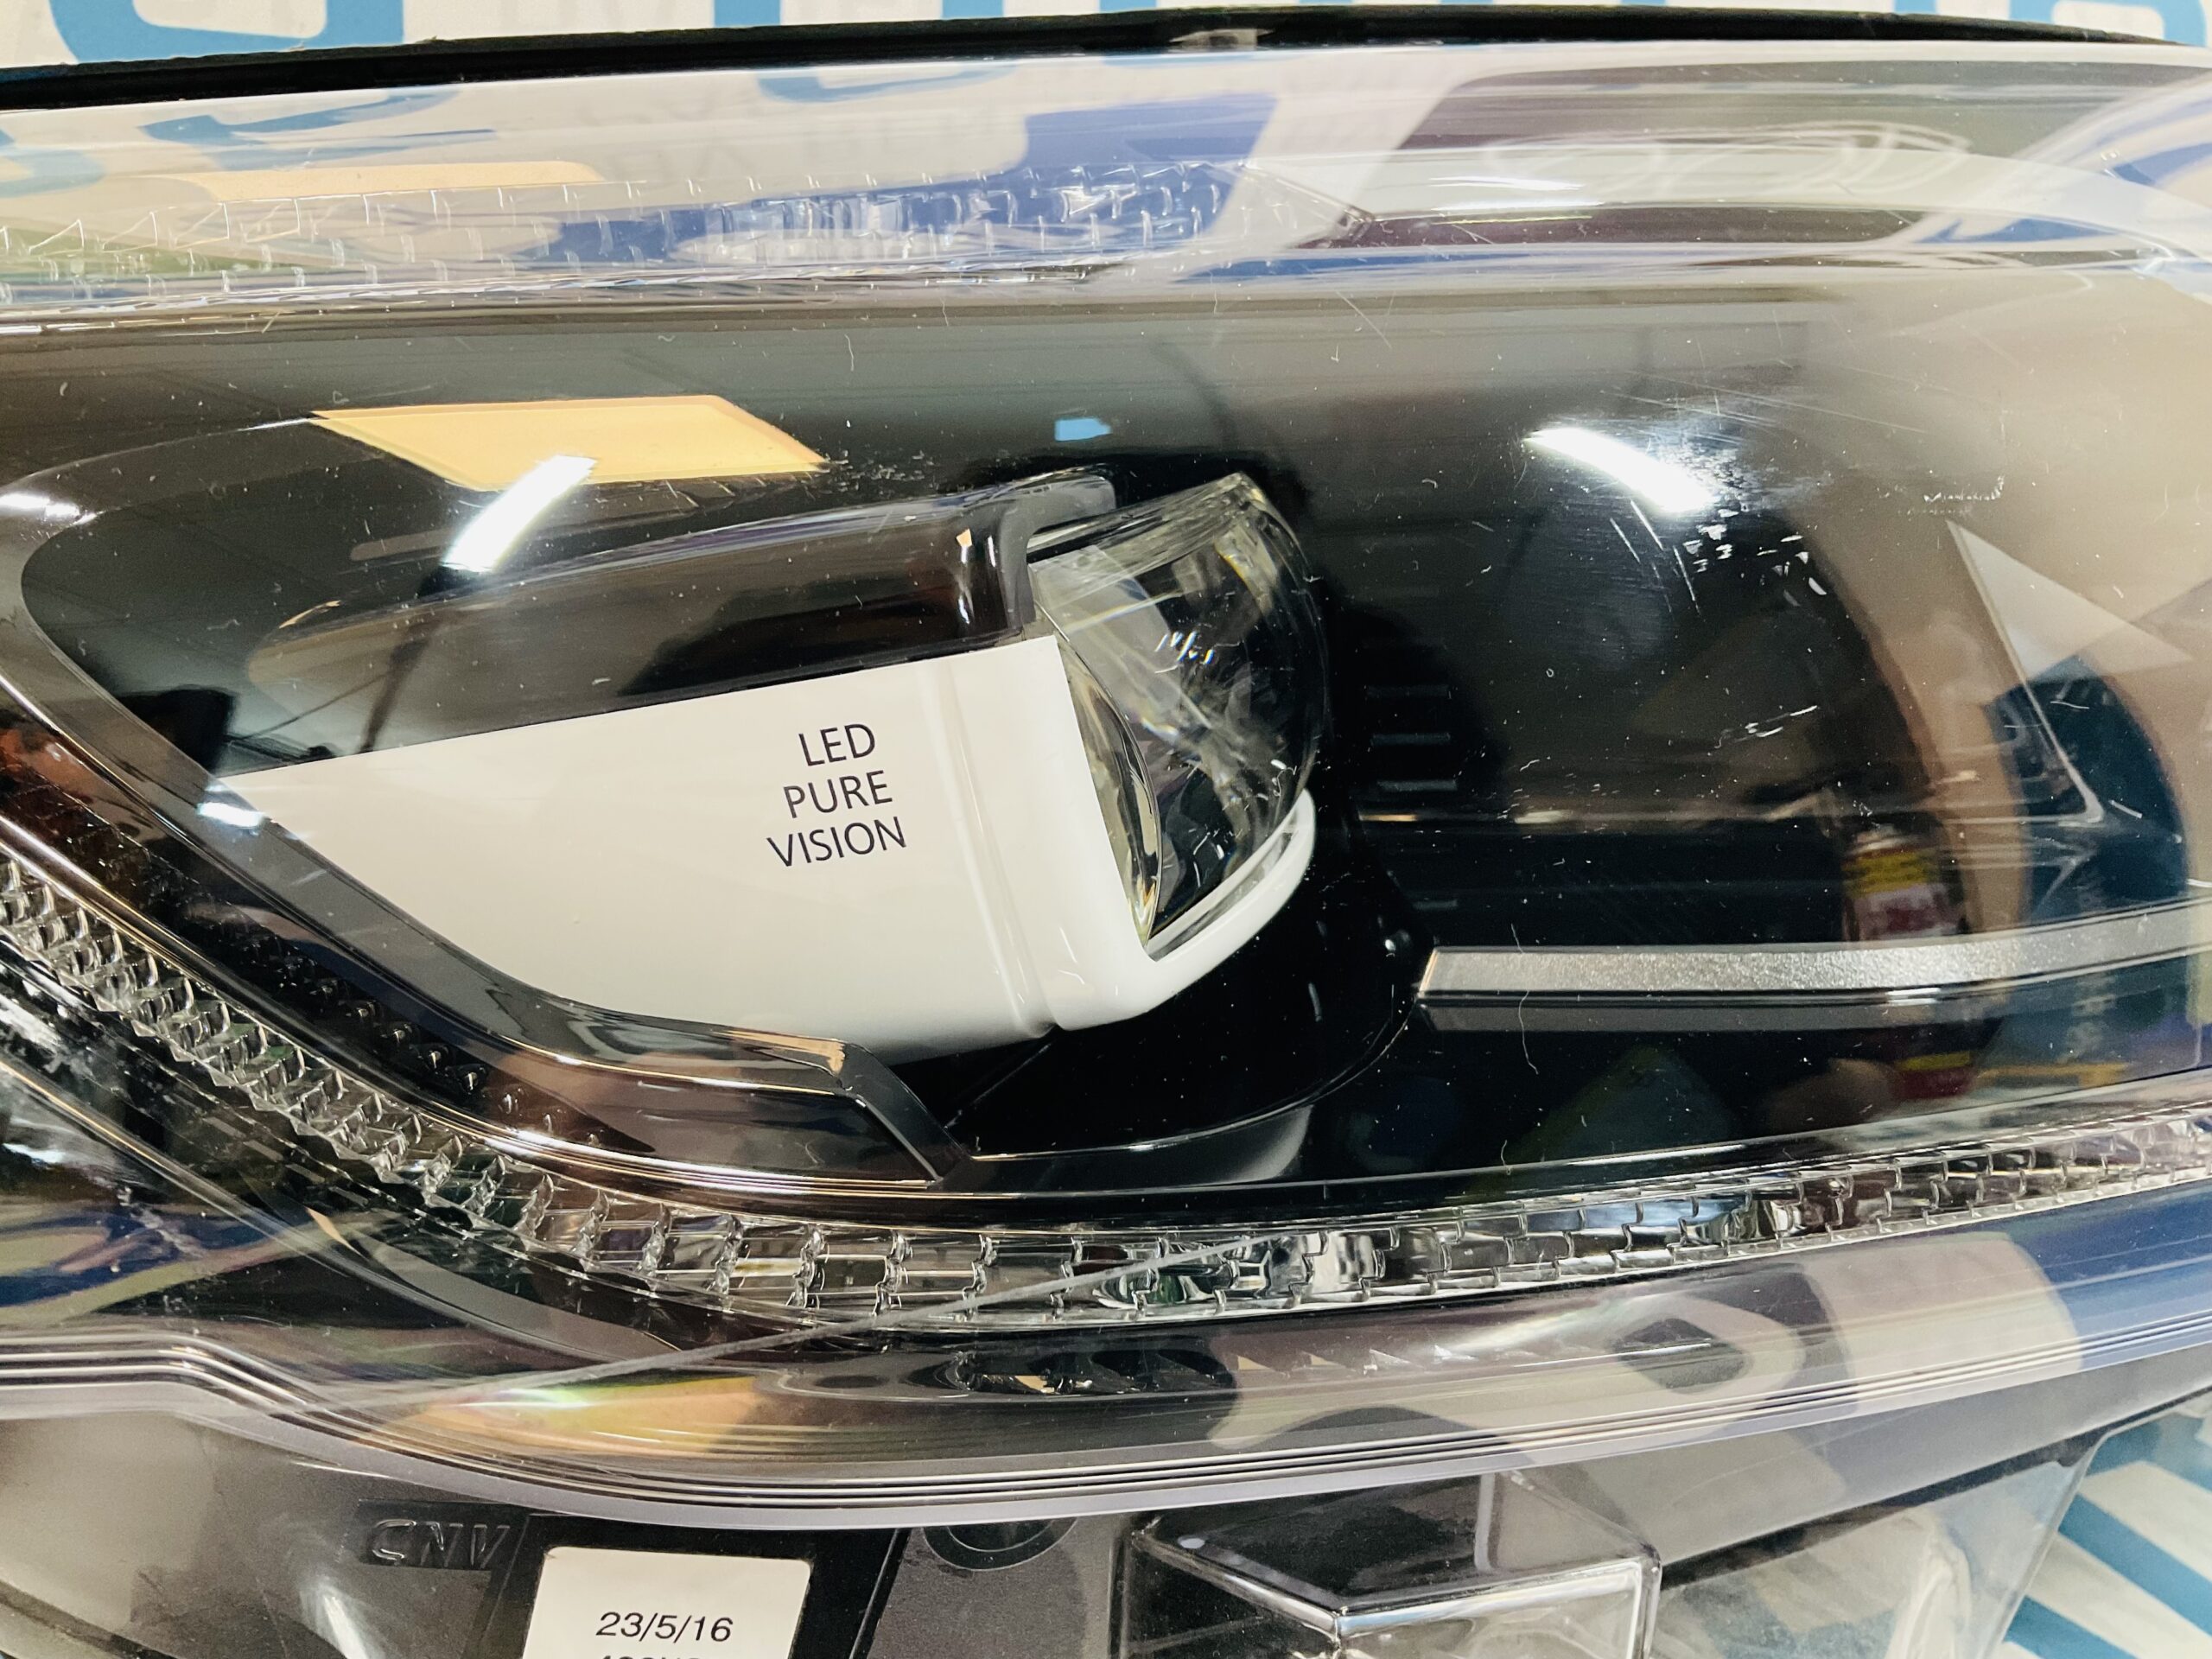 LED
PURE
VISION
CNV
23/5/16